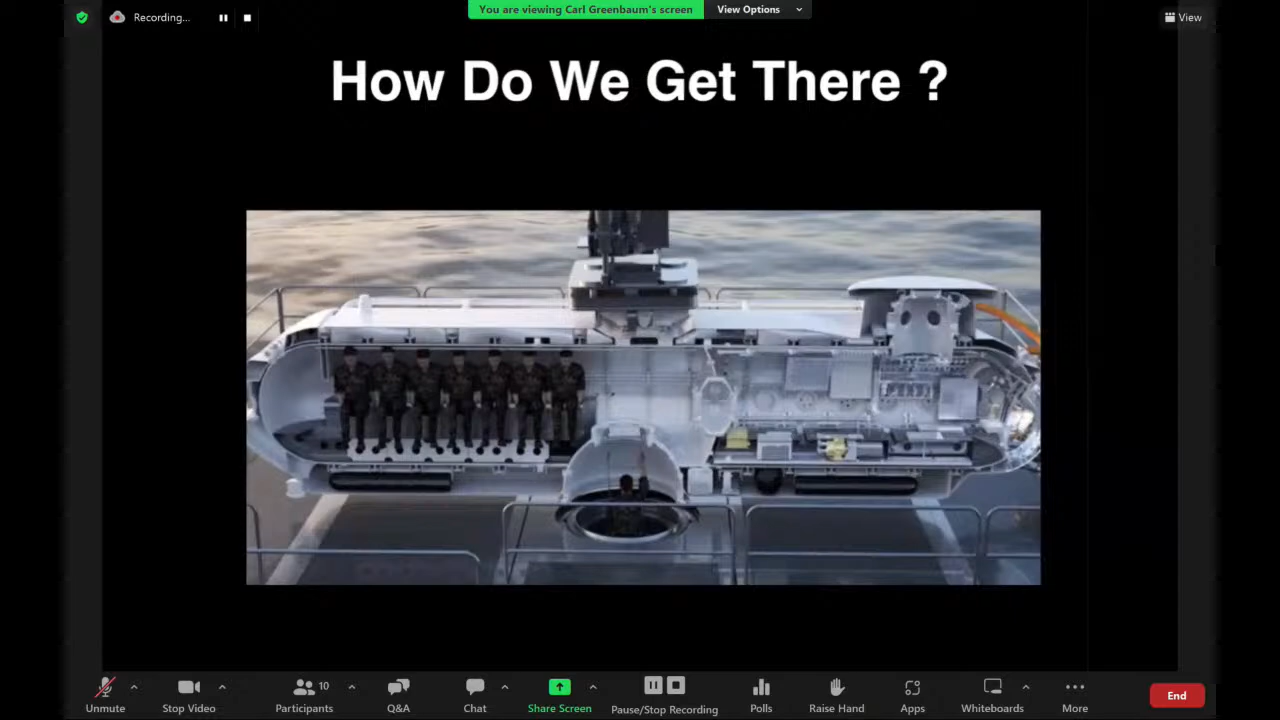 Recording...
You are viewing Carl Greenbaum's screen
View Options
View
How Do We Get There ?
Unmute
Stop Video
Participants
10
Q&A
Chat
Share Screen
Pause/Stop Recording
Polls
Raise Hand
Apps
Whiteboards
More
End